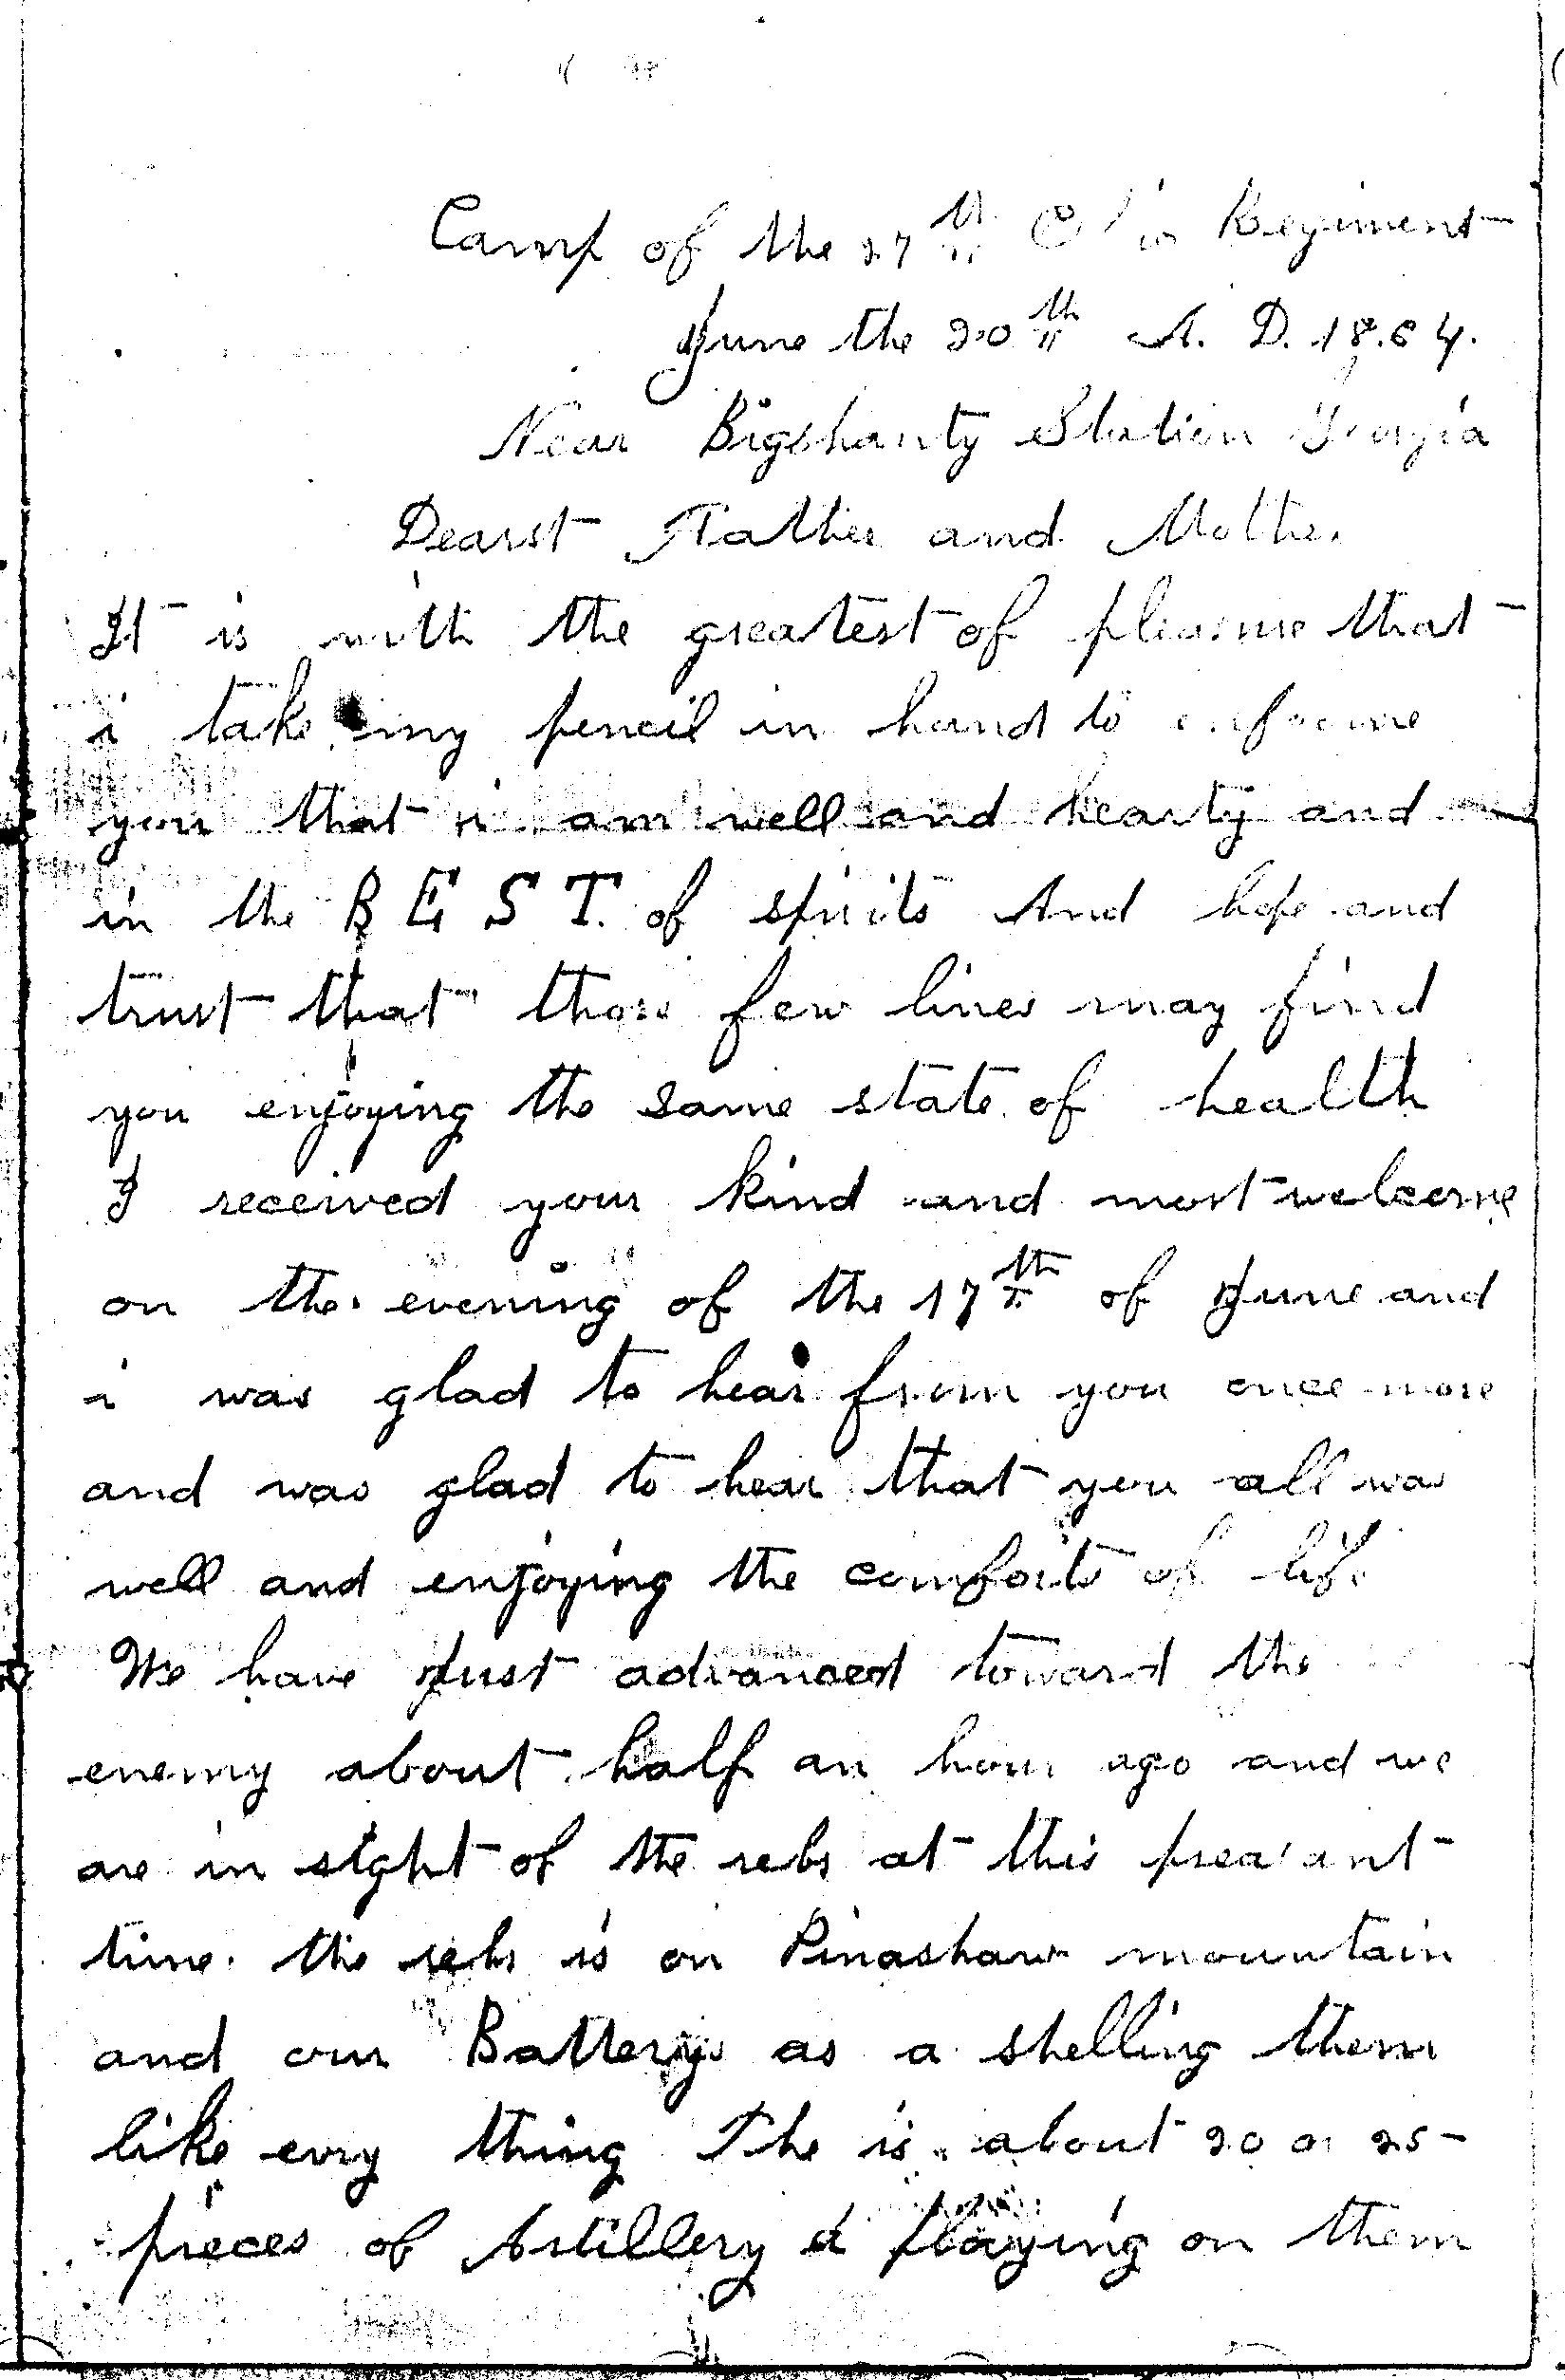 Camp of the 27th Ohio Regiment
June the 20th A. D. 18.64.
Near Bigshanty Station Georgia
Dearst Father and Mother
It is with the greatest of pleasure that
i take my pencil in hand to enforme
you that i am well and hearty and
in the B E S T. of spirits And hope and
trust that those few lines may find
you enjoying the same state of health
I received your kind and most welcome
on the evening of the 17th of June and
i was glad to hear from you once more
and was glad to hear that you all was
well and enjoying the comforts of life
We have just advanced toward the
enemy about half an hour ago and we
are in sight of the rebs at this preasant
time. the rebs is on Pinashaw mountain
and our Batterys as a shelling them
like evry thing The is about 20 or 25
pieces of Artillery a playing on them